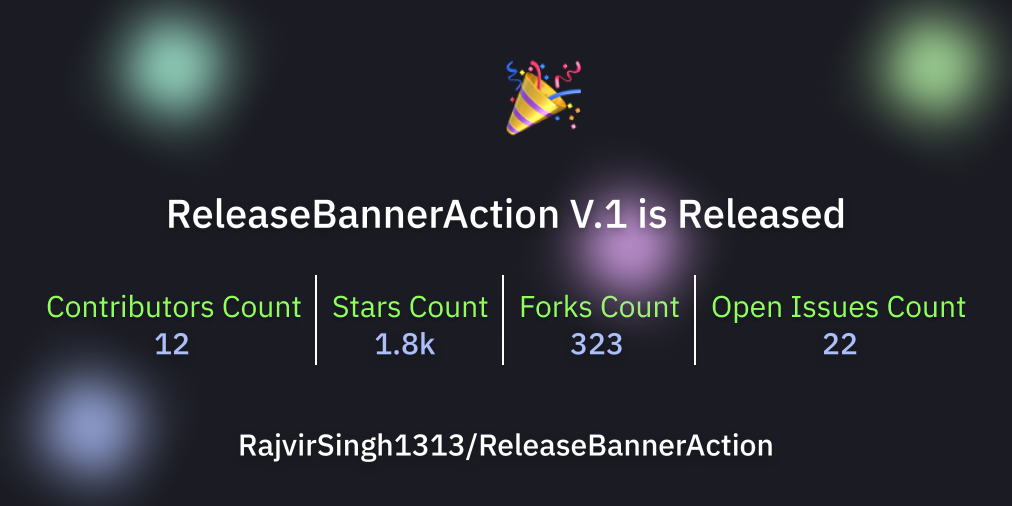 ReleaseBannerAction V.1 is Released
Contributors Count
12
Stars Count
1.8k
Forks Count
323
Open Issues Count
22
RajvirSingh1313/ReleaseBannerAction